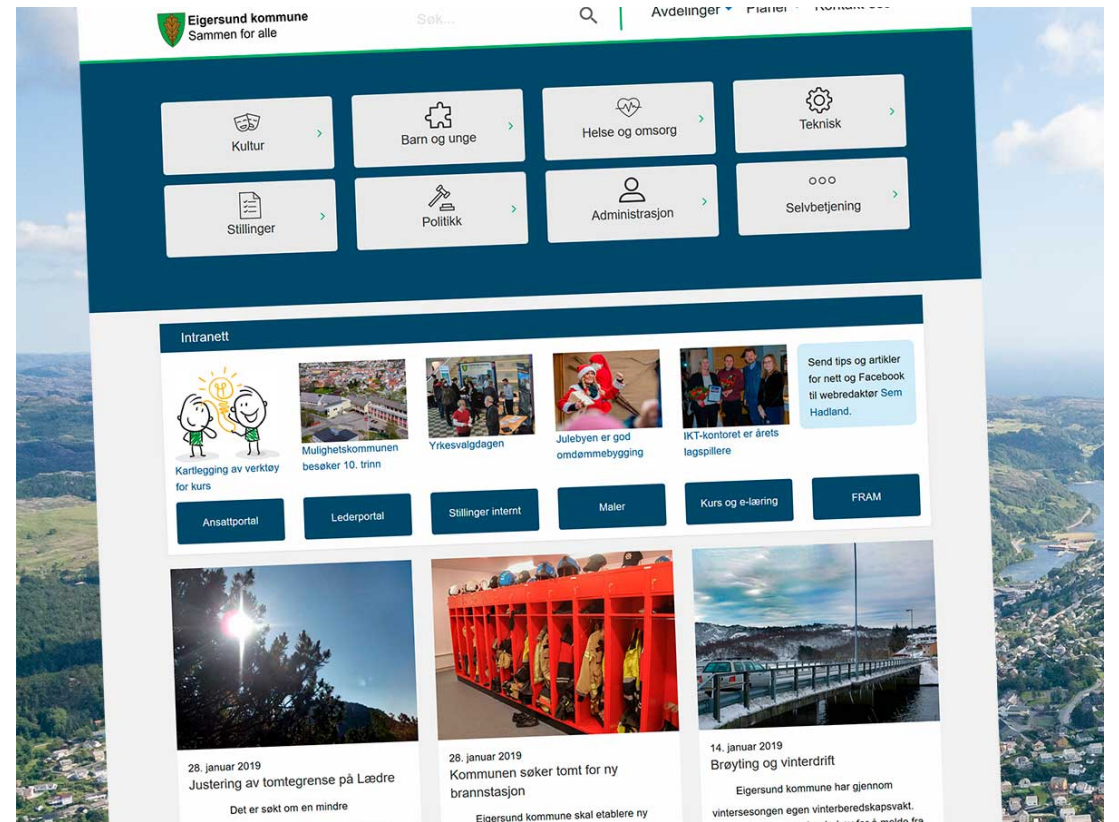 Eigersund kommune
Sammen for alle
Søk...
Avdelinger
Planer
Kultur
Barn og unge
Helse og omsorg
Teknisk
Stillinger
Politikk
Administrasjon
Selvbetjening
Intranett
Kartlegging av verktøy
for kurs
Mulighetskommunen
besøker 10. trinn
Yrkesvalgdagen
Julebyen er god
omdømmebygging
IKT-kontoret er årets
lagspillere
Send tips og artikler
for nett og Facebook
til webredaktør Sem
Hadland.
Ansattportal
Lederportal
Stillinger internt
Maler
Kurs og e-læring
FRAM
28. januar 2019
Justering av tomtegrense på Lædre
Det er søkt om en mindre
28. januar 2019
Kommunen søker tomt for ny
brannstasjon
Eigersund kommune skal etablere ny
14. januar 2019
Brøyting og vinterdrift
Eigersund kommune har gjennom
vintersesongen egen vinterberedskapsvakt.